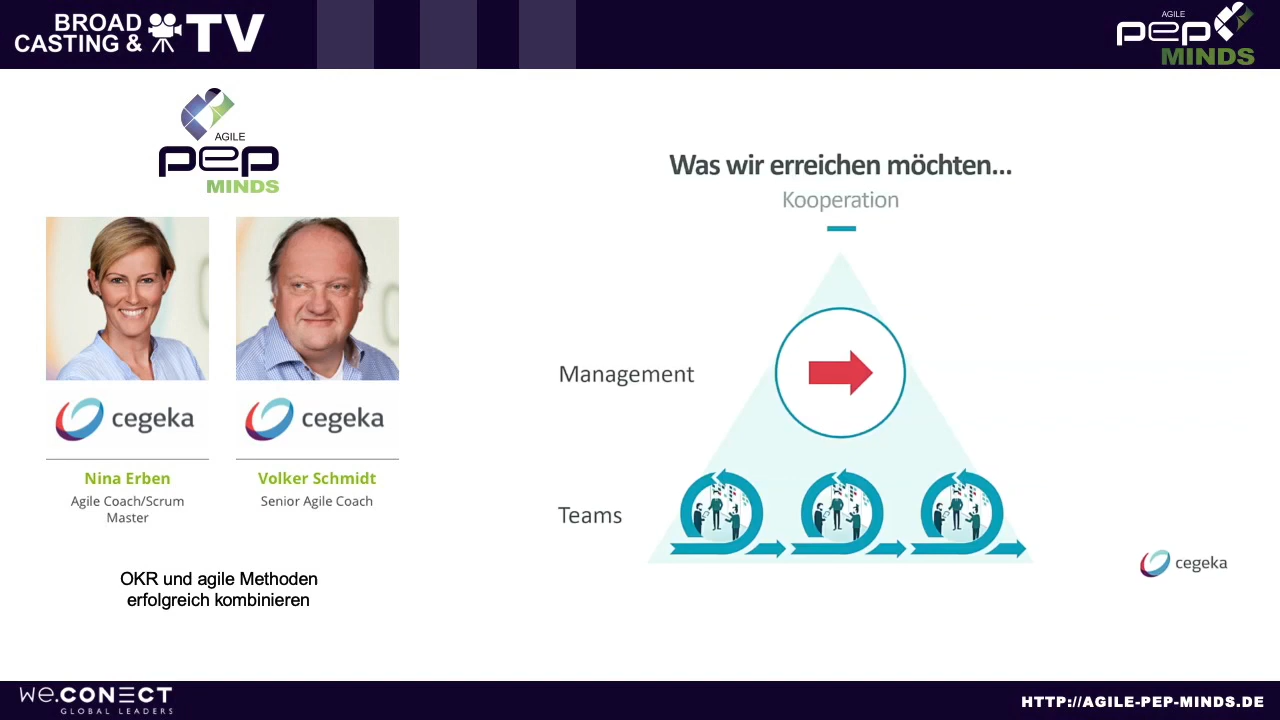 BROAD
CASTING & TV
AGILE
pep
MINDS
AGILE
pep
MINDS
cegeka
Nina Erben
Agile Coach/Scrum
Master
cegeka
Volker Schmidt
Senior Agile Coach
OKR und agile Methoden
erfolgreich kombinieren
Was wir erreichen möchten...
Kooperation
Management
Teams
cegeka
we.CONECT
GLOBAL LEADERS
HTTP://AGILE-PEP-MINDS.DE